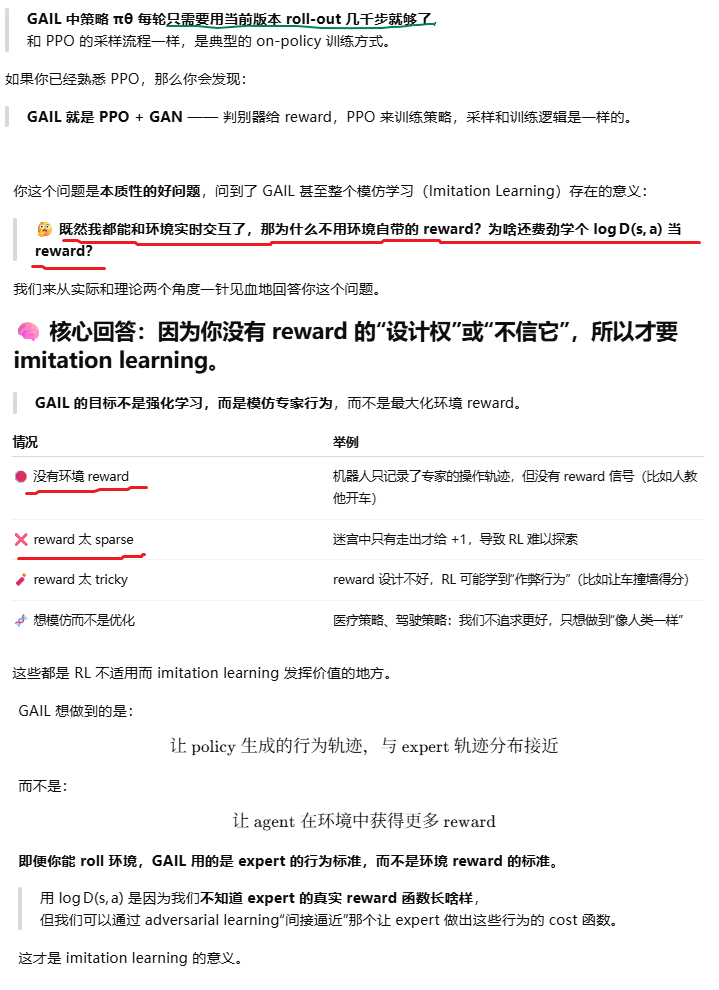 GAIL 中策略 πθ 每轮只需要用当前版本 roll-out 几千步就够了,
和 PPO 的采样流程一样，是典型的 on-policy 训练方式。
如果你已经熟悉 PPO，那么你会发现：
GAIL 就是 PPO + GAN —— 判别器给 reward，PPO 来训练策略，采样和训练逻辑是一样的。
你这个问题是本质性的好问题，问到了 GAIL 甚至整个模仿学习（Imitation Learning）存在的意义：
🤔 既然我都能和环境实时交互了，那为什么不用环境自带的 reward？为啥还费劲学个 log D(s, a) 当
reward？
我们来从实际和理论两个角度一针见血地回答你这个问题。
🧠 核心回答：因为你没有 reward 的“设计权”或“不信它”，所以才要
imitation learning。
GAIL 的目标不是强化学习，而是模仿专家行为，而不是最大化环境 reward。
情况 举例
🔴 没有环境 reward 机器人只记录了专家的操作轨迹，但没有 reward 信号（比如人教
他开车）
❌ reward 太 sparse 迷宫中只有走出才给 +1，导致 RL 难以探索
🧨 reward 太 tricky reward 设计不好，RL 可能学到“作弊行为”（比如让车撞墙得分）
🧬 想模仿而不是优化 医疗策略、驾驶策略：我们不追求更好，只想做到“像人类一样”
这些都是 RL 不适用而 imitation learning 发挥价值的地方。
GAIL 想做到的是：
让 policy 生成的行为轨迹，与 expert 轨迹分布接近
而不是：
让 agent 在环境中获得更多 reward
即便你能 roll 环境，GAIL 用的是 expert 的行为标准，而不是环境 reward 的标准。
用 log D(s, a) 是因为我们不知道 expert 的真实 reward 函数长啥样，
但我们可以通过 adversarial learning“间接逼近”那个让 expert 做出这些行为的 cost 函数。
这才是 imitation learning 的意义。